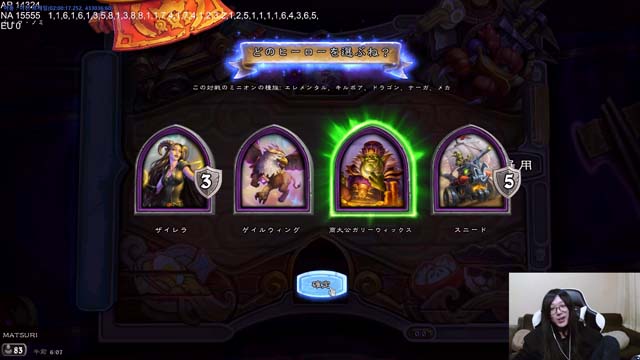 AP 14324
NA 15555 1,1,6,1,6,1,3,5,8,1,3,8,8,1,1,7,4,1,7,4,1,2,3,2,1,2,5,1,1,1,1,6,4,3,6,5,
EU 0
どのヒーローを選ぶね？
この対戦のミニオンの種族: エレメンタル、キルボア、ドラゴン、ナーガ、メカ
3
5
用
ザイレラ
ゲイルウィング
商大公ガリーウィックス
スニード
確定
MATSURI
83
午前 6:07